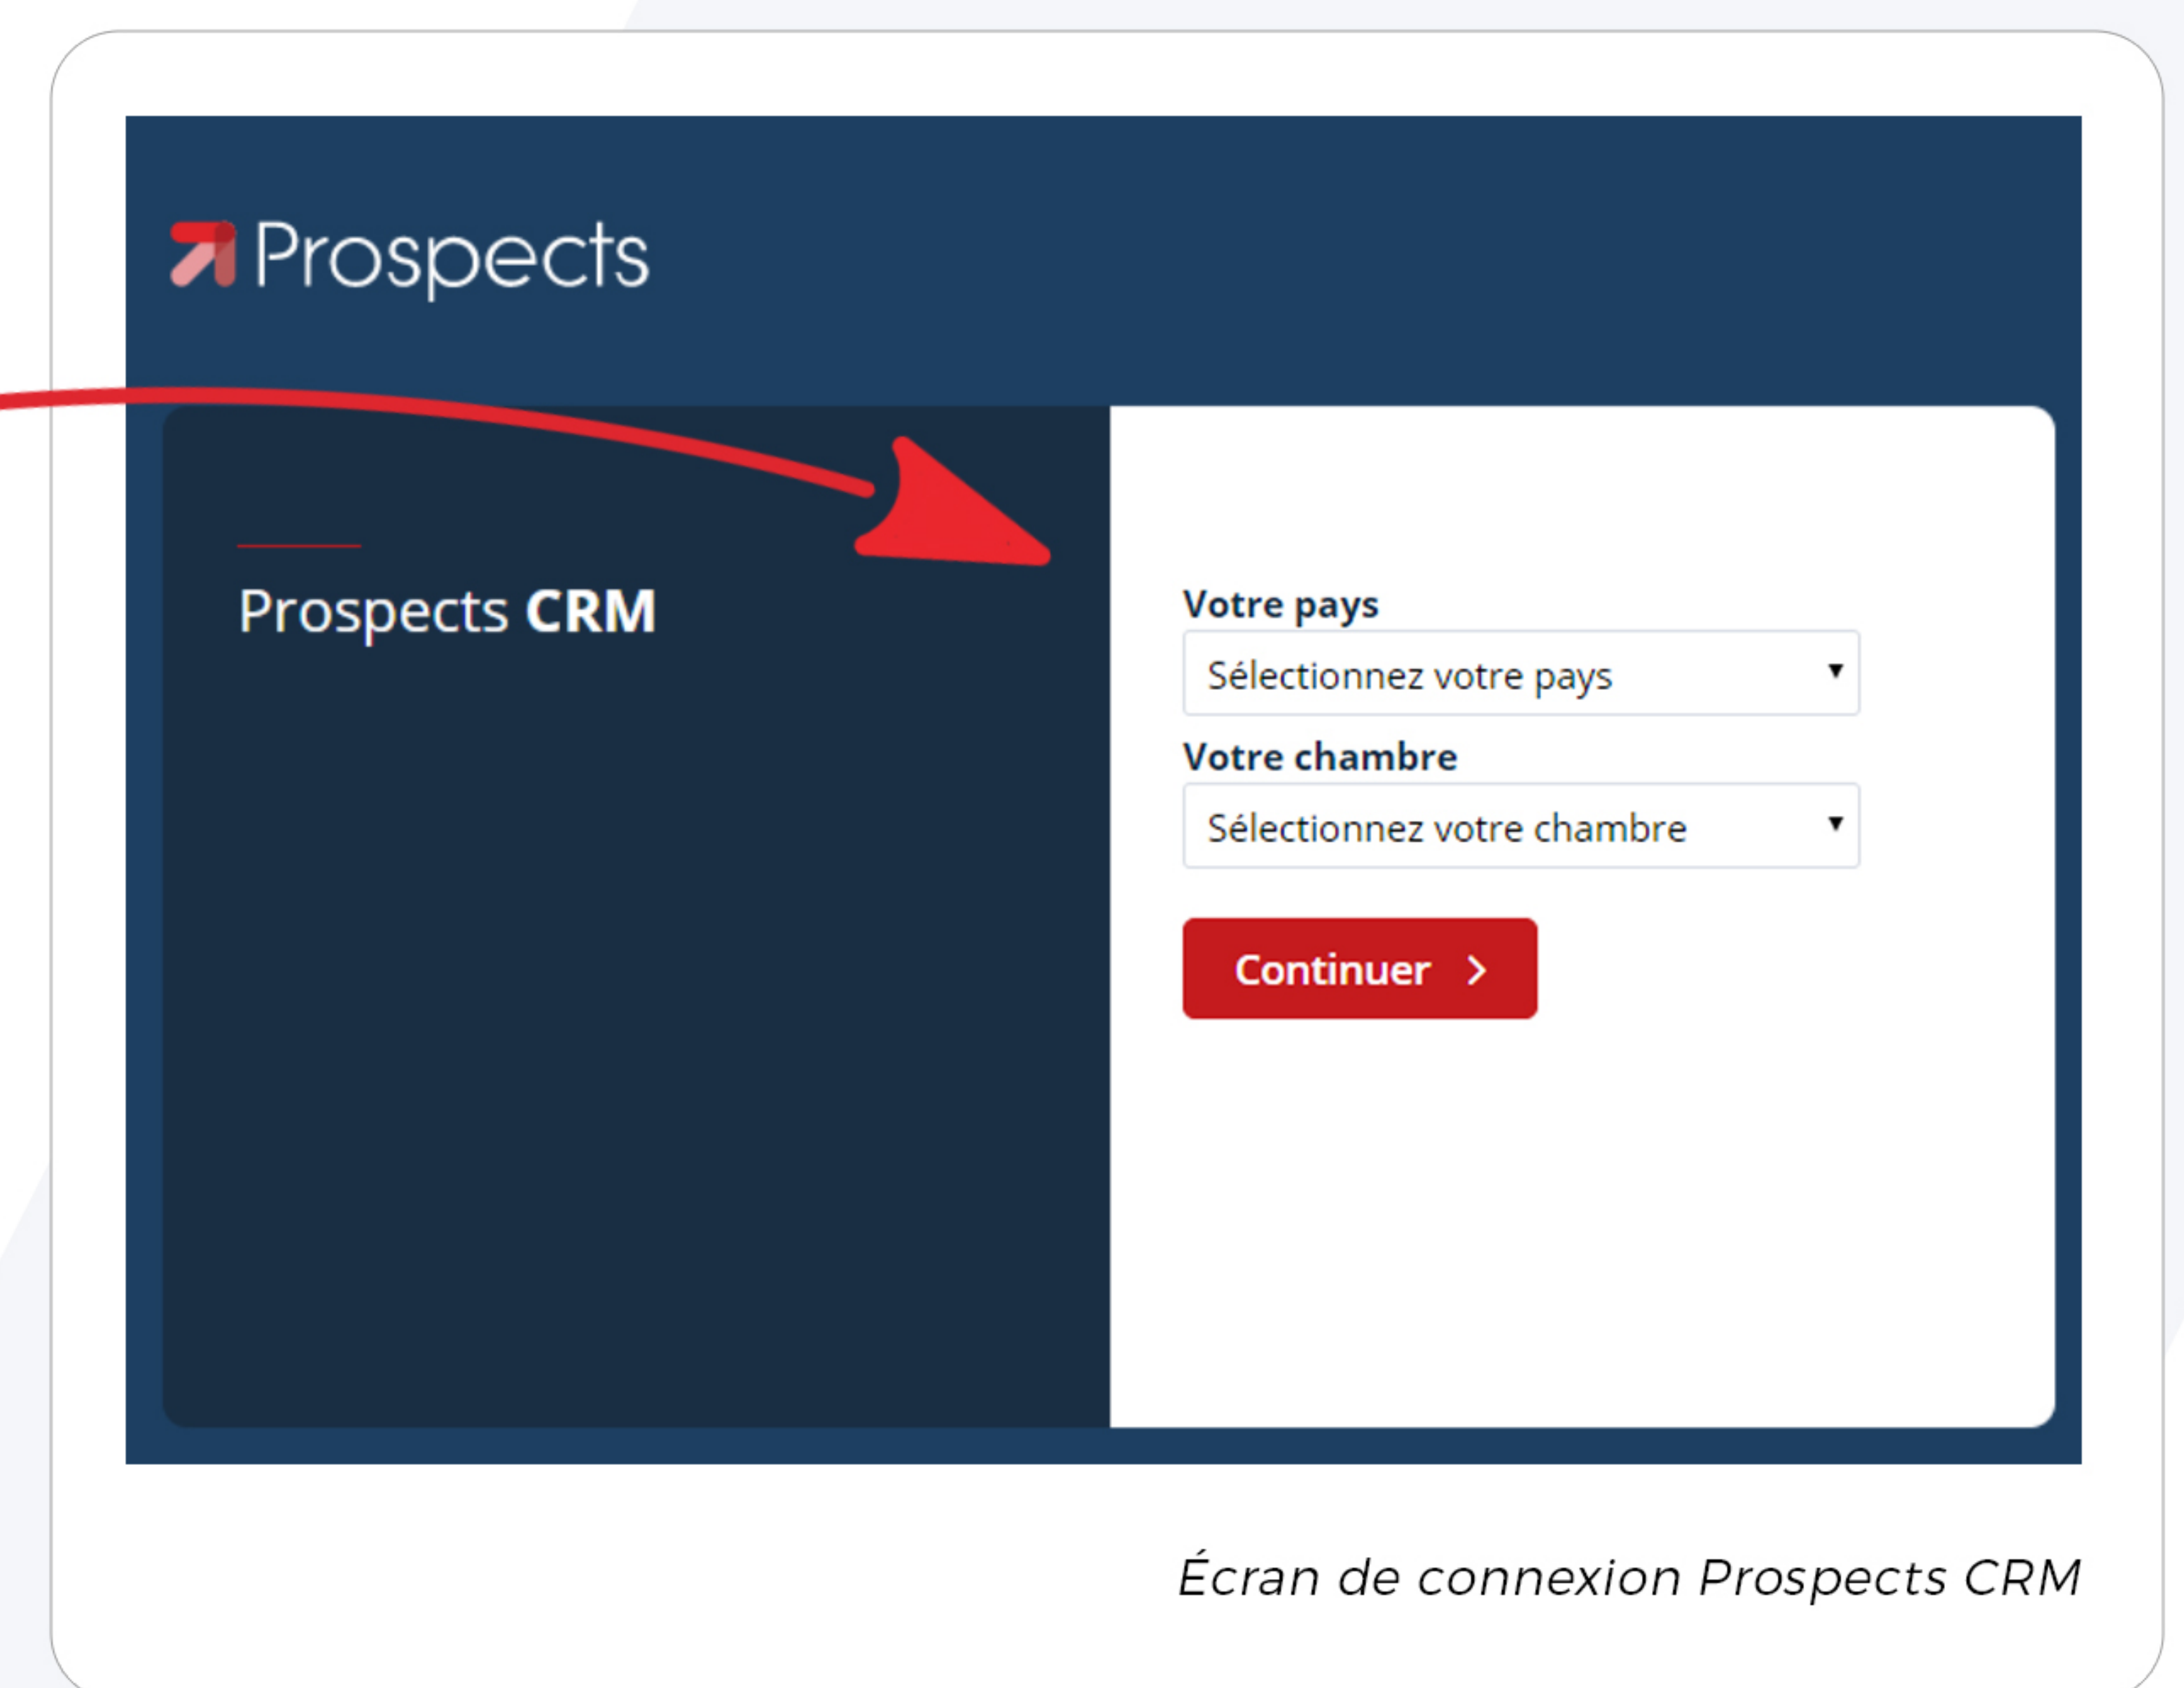 Prospects
Prospects CRM
Votre pays
Sélectionnez votre pays
Votre chambre
Sélectionnez votre chambre
Continuer
Écran de connexion Prospects CRM